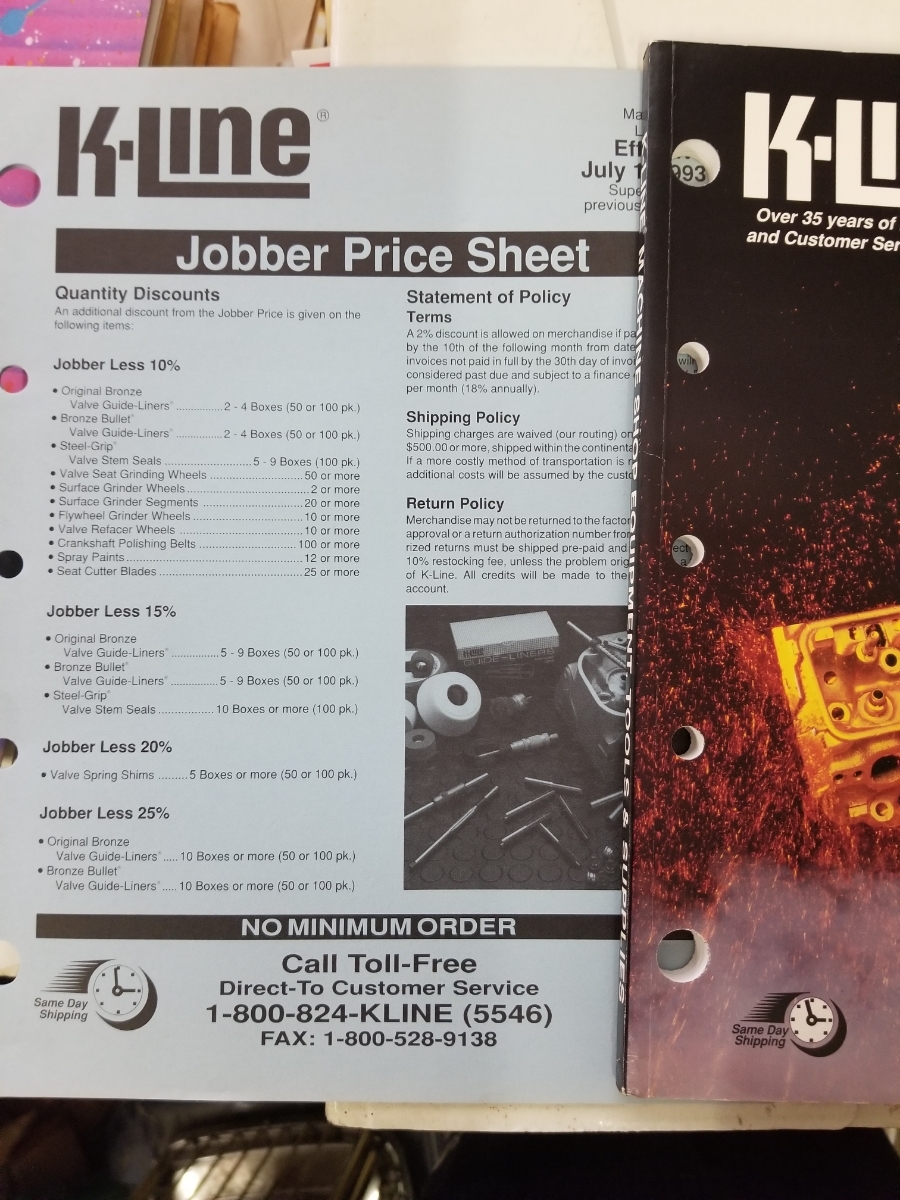 K-Line®
Eff
July 1 993
previous
Jobber Price Sheet
Quantity Discounts
An additional discount from the Jobber Price is given on the
following items:
Jobber Less 10%
• Original Bronze
Valve Guide-Liners® ..............2 - 4 Boxes (50 or 100 pk.)
• Bronze Bullet®
Valve Guide-Liners® ..............2 - 4 Boxes (50 or 100 pk.)
• Steel-Grip®
Valve Stem Seals ..........................5 - 9 Boxes (100 pk.)
• Valve Seat Grinding Wheels .............................50 or more
• Surface Grinder Wheels .....................................2 or more
• Surface Grinder Segments ...............................20 or more
• Flywheel Grinder Wheels .................................10 or more
• Valve Refacer Wheels ......................................10 or more
• Crankshaft Polishing Belts ..............................100 or more
• Spray Paints.....................................................12 or more
• Seat Cutter Blades ...........................................25 or more
Jobber Less 15%
• Original Bronze
Valve Guide-Liners® ..............5 - 9 Boxes (50 or 100 pk.)
• Bronze Bullet®
Valve Guide-Liners® ..............5 - 9 Boxes (50 or 100 pk.)
• Steel-Grip®
Valve Stem Seals ................. 10 Boxes or more (100 pk.)
Jobber Less 20%
• Valve Spring Shims .........5 Boxes or more (50 or 100 pk.)
Jobber Less 25%
• Original Bronze
Valve Guide-Liners® ..... 10 Boxes or more (50 or 100 pk.)
• Bronze Bullet®
Valve Guide-Liners® ..... 10 Boxes or more (50 or 100 pk.)
Statement of Policy
Terms
A 2% discount is allowed on merchandise if pa
by the 10th of the following month from date
invoices not paid in full by the 30th day of invoi
considered past due and subject to a finance
per month (18% annually).
Shipping Policy
Shipping charges are waived (our routing) on
$500.00 or more, shipped within the continenta
If a more costly method of transportation is r
additional costs will be assumed by the custo
Return Policy
Merchandise may not be returned to the factor
approval or a return authorization number from
rized returns must be shipped pre-paid and
10% restocking fee, unless the problem orig
of K-Line. All credits will be made to the
account.
GUIDE-LINERS
NO MINIMUM ORDER
Same Day
Shipping
Call Toll-Free
Direct-To Customer Service
1-800-824-KLINE (5546)
FAX: 1-800-528-9138
MACHINE SHOP EQUIPMENT TOOLS & SUPPLIES
K-Li
Over 35 years of
and Customer Ser
Same Day
Shipping